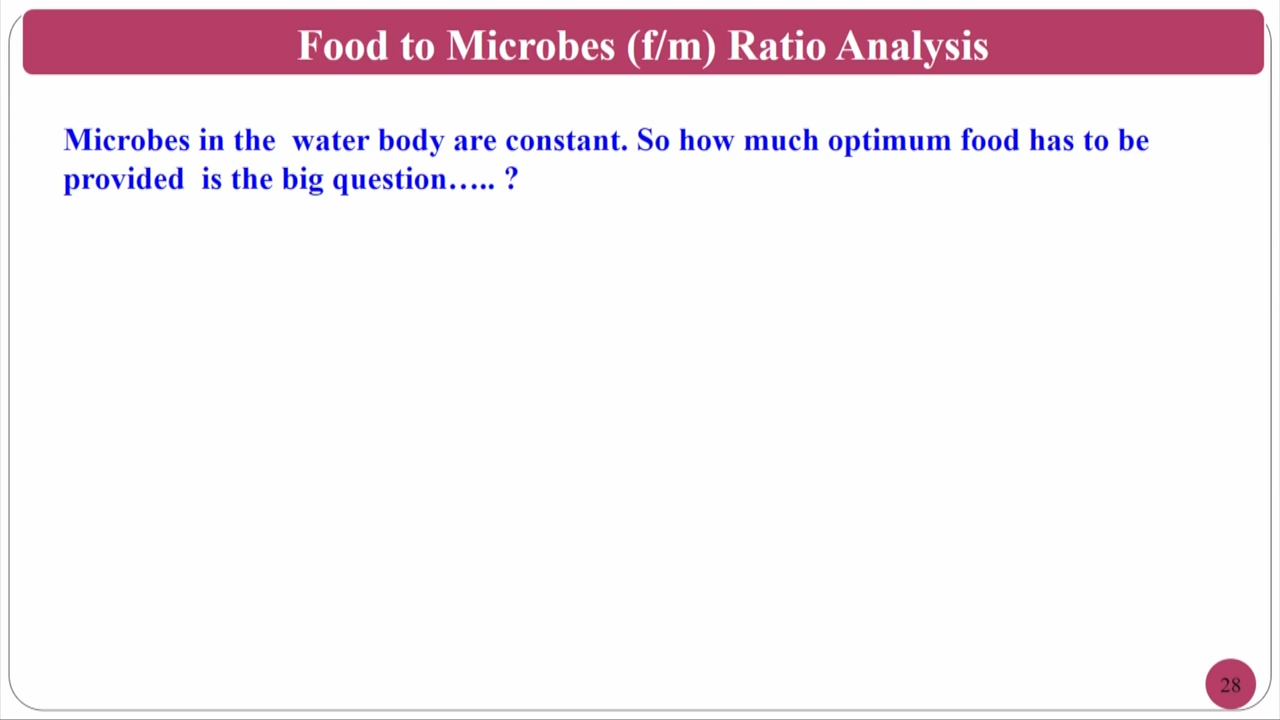 Food to Microbes (f/m) Ratio Analysis
Microbes in the  water body are constant. So how much optimum food has to be
provided  is the big question….. ?
28